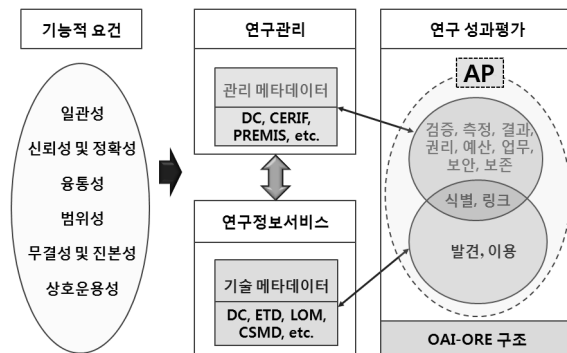 기능적 요건
일관성
신뢰성 및 정확성
융통성
범위성
무결성 및 진본성
상호운용성
연구관리
관리 메타데이터
DC, CERIF,
PREMIS, etc.
연구정보서비스
기술 메타데이터
DC, ETD, LOM,
CSMD, etc.
연구 성과평가
AP
검증, 측정, 결과,
권리, 예산, 업무,
보안, 보존
식별, 링크
발견, 이용
OAI-ORE 구조